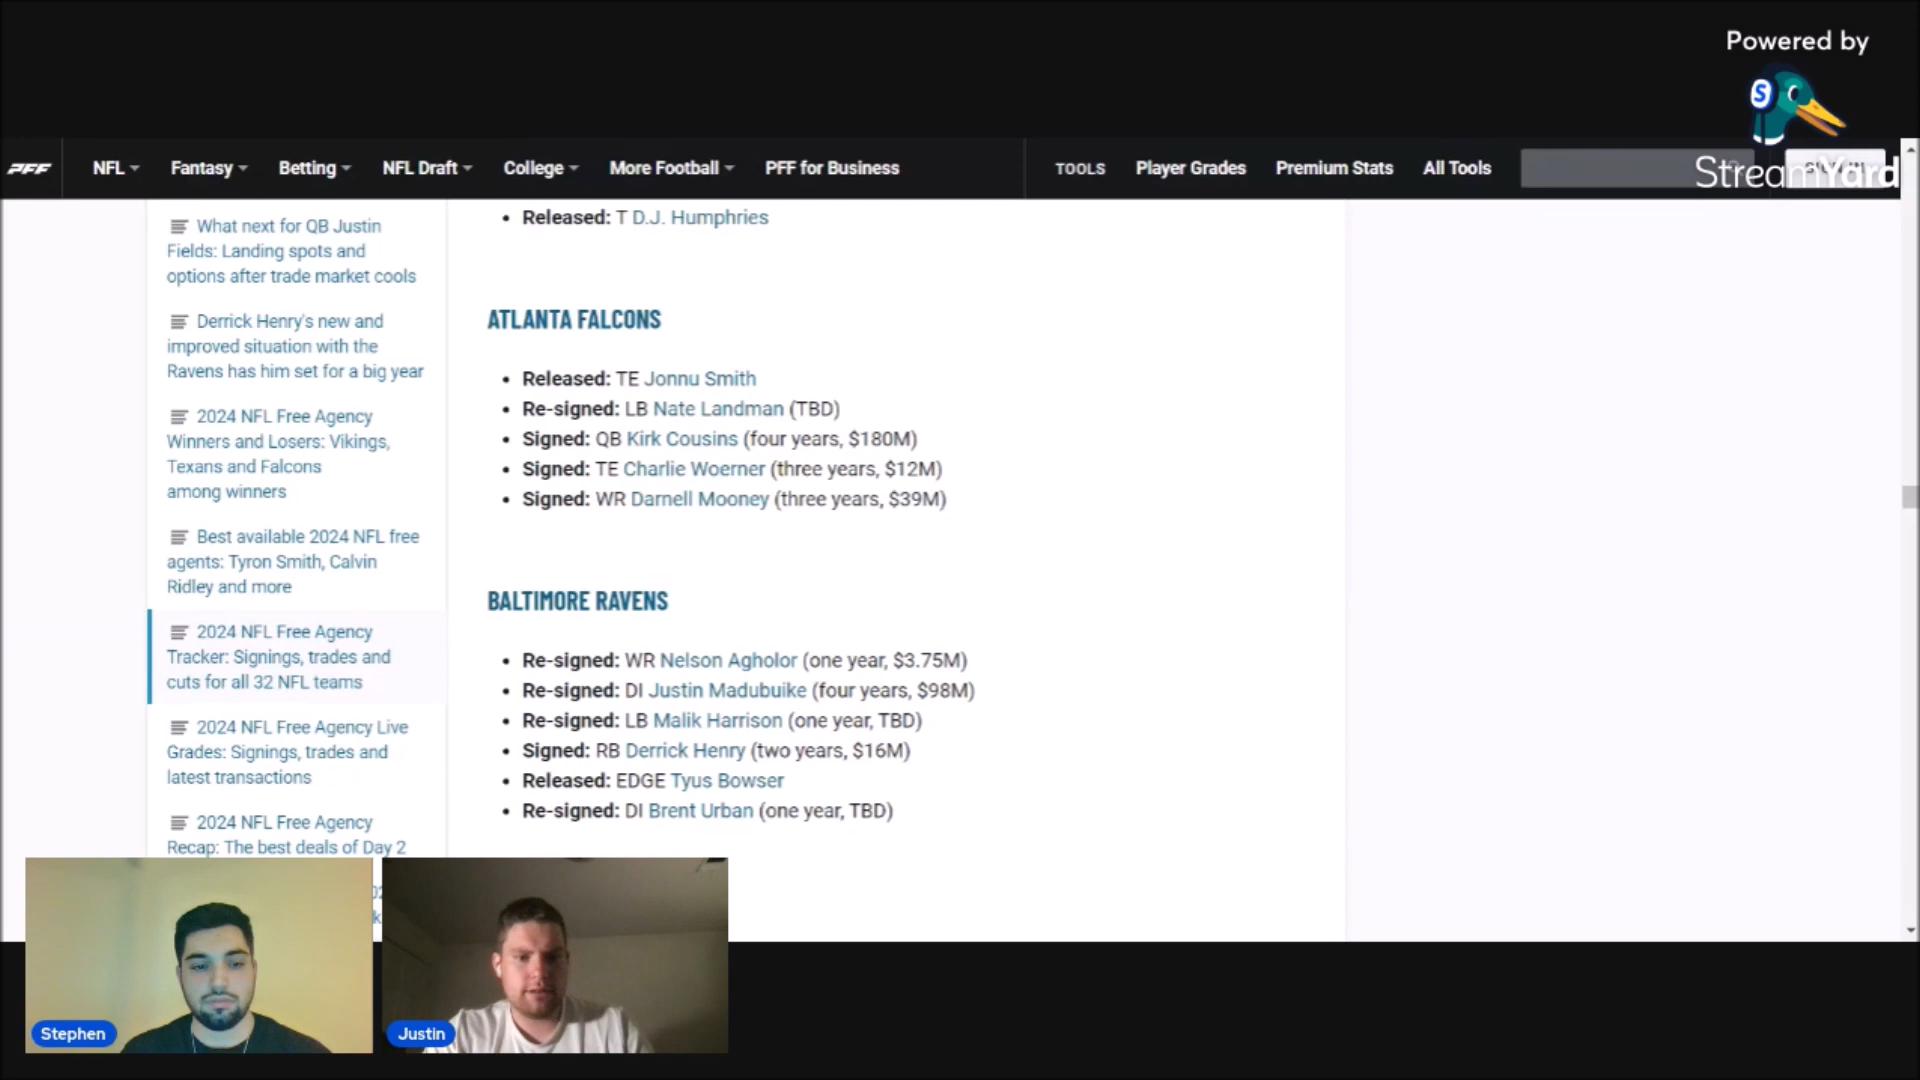 Powered by
S
StreamYard
PFF
NFL
Fantasy
Betting
NFL Draft
College
More Football
PFF for Business
TOOLS
Player Grades
Premium Stats
All Tools
What next for QB Justin
Fields: Landing spots and
options after trade market cools
Derrick Henry's new and
improved situation with the
Ravens has him set for a big year
2024 NFL Free Agency
Winners and Losers: Vikings,
Texans and Falcons
among winners
Best available 2024 NFL free
agents: Tyron Smith, Calvin
Ridley and more
2024 NFL Free Agency
Tracker: Signings, trades and
cuts for all 32 NFL teams
2024 NFL Free Agency Live
Grades: Signings, trades and
latest transactions
2024 NFL Free Agency
Recap: The best deals of Day 2
• Released: T D.J. Humphries
ATLANTA FALCONS
• Released: TE Jonnu Smith
• Re-signed: LB Nate Landman (TBD)
• Signed: QB Kirk Cousins (four years, $180M)
• Signed: TE Charlie Woerner (three years, $12M)
• Signed: WR Darnell Mooney (three years, $39M)
BALTIMORE RAVENS
• Re-signed: WR Nelson Agholor (one year, $3.75M)
• Re-signed: DI Justin Madubuike (four years, $98M)
• Re-signed: LB Malik Harrison (one year, TBD)
• Signed: RB Derrick Henry (two years, $16M)
• Released: EDGE Tyus Bowser
• Re-signed: DI Brent Urban (one year, TBD)
Stephen
Justin